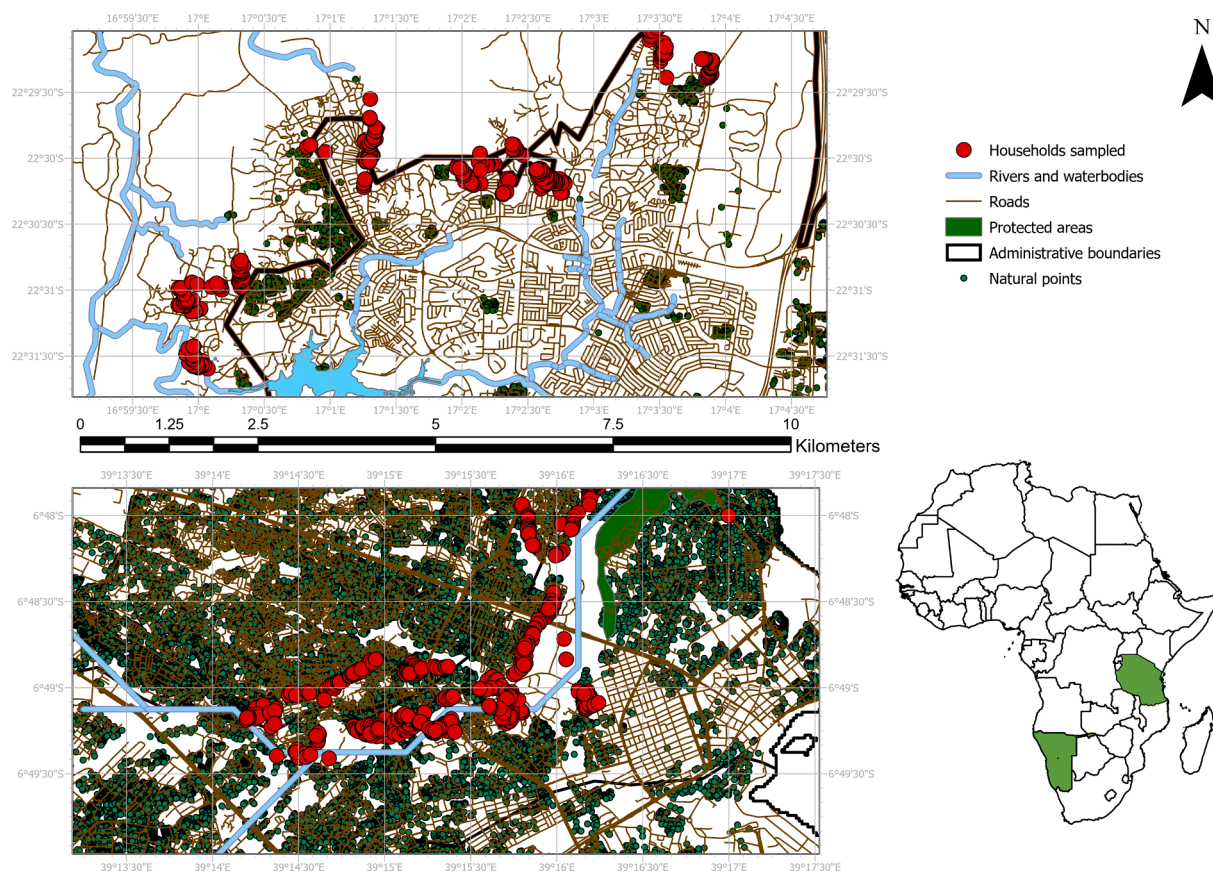 16°59'30"E 17°0'E 17°0'30"E 17°1'E 17°1'30"E 17°2'E 17°2'30"E 17°3'E 17°3'30"E 17°4'E 17°4'30"E
N
22°29'30"S 22°29'30"S
Households sampled
22°30'S 22°30'S
Rivers and waterbodies
Roads
22°30'30"S 22°30'30"S
Protected areas
Administrative boundaries
Natural points
22°31'S 22°31'S
22°31'30"S 22°31'30"S
16°59'30"E 17°0'E 17°0'30"E 17°1'E 17°1'30"E 17°2'E 17°2'30"E 17°3'E 17°3'30"E 17°4'E 17°4'30"E
0 1.25 2.5 5 7.5 10
Kilometers
39°13'30"E 39°14'E 39°14'30"E 39°15'E 39°15'30"E 39°16'E 39°16'30"E 39°17'E 39°17'30"E
6°48'S 6°48'S
6°48'30"S 6°48'30"S
6°49'S 6°49'S
6°49'30"S 6°49'30"S
39°13'30"E 39°14'E 39°14'30"E 39°15'E 39°15'30"E 39°16'E 39°16'30"E 39°17'E 39°17'30"E